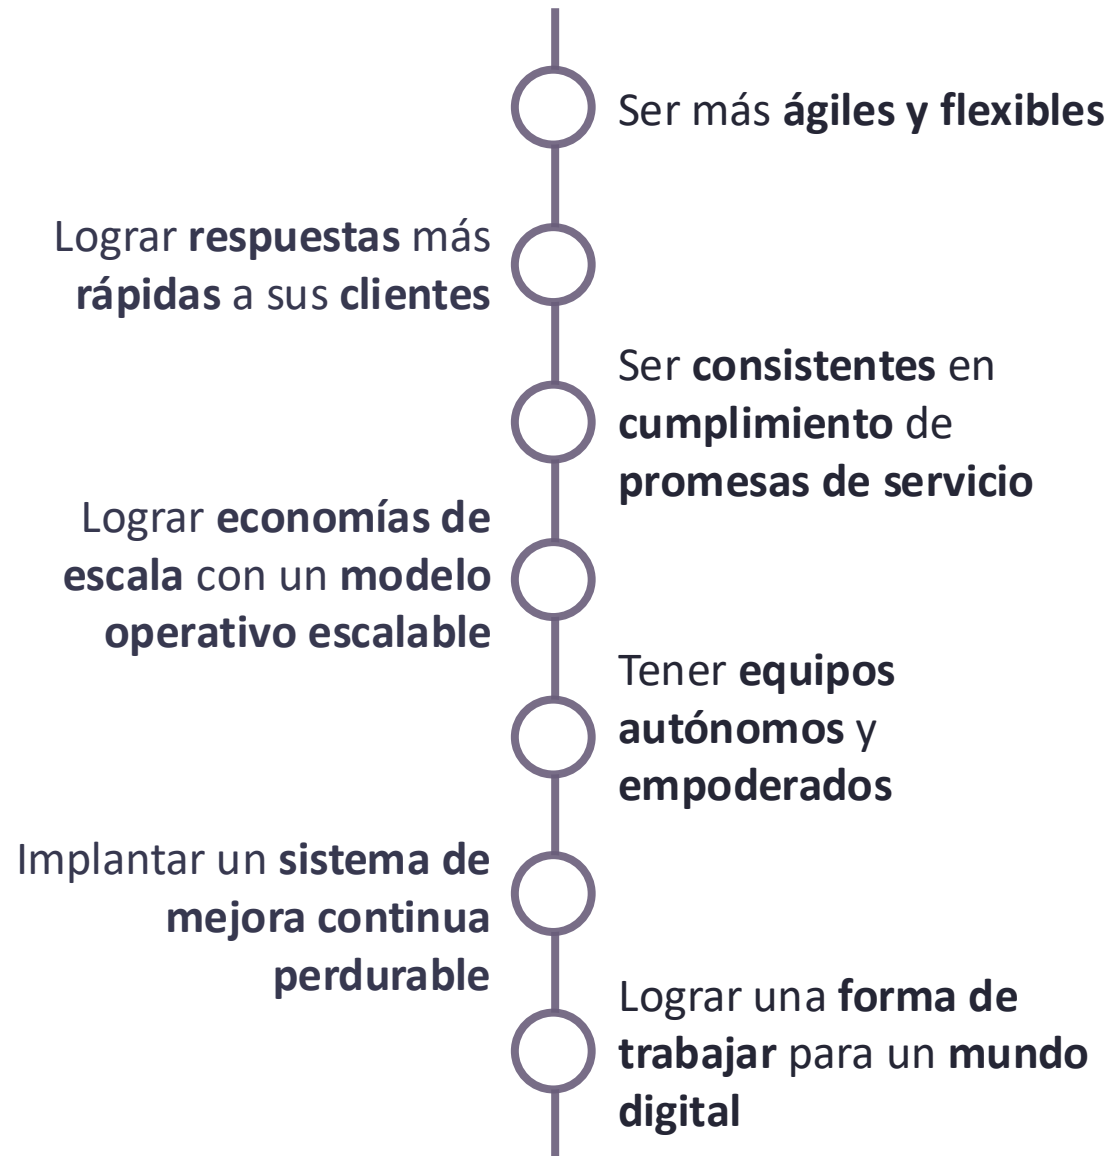 Ser más ágiles y flexibles
Lograr respuestas más
rápidas a sus clientes
Ser consistentes en
cumplimiento de
promesas de servicio
Lograr economías de
escala con un modelo
operativo escalable
Tener equipos
autónomos y
empoderados
Implantar un sistema de
mejora continua
perdurable
Lograr una forma de
trabajar para un mundo
digital